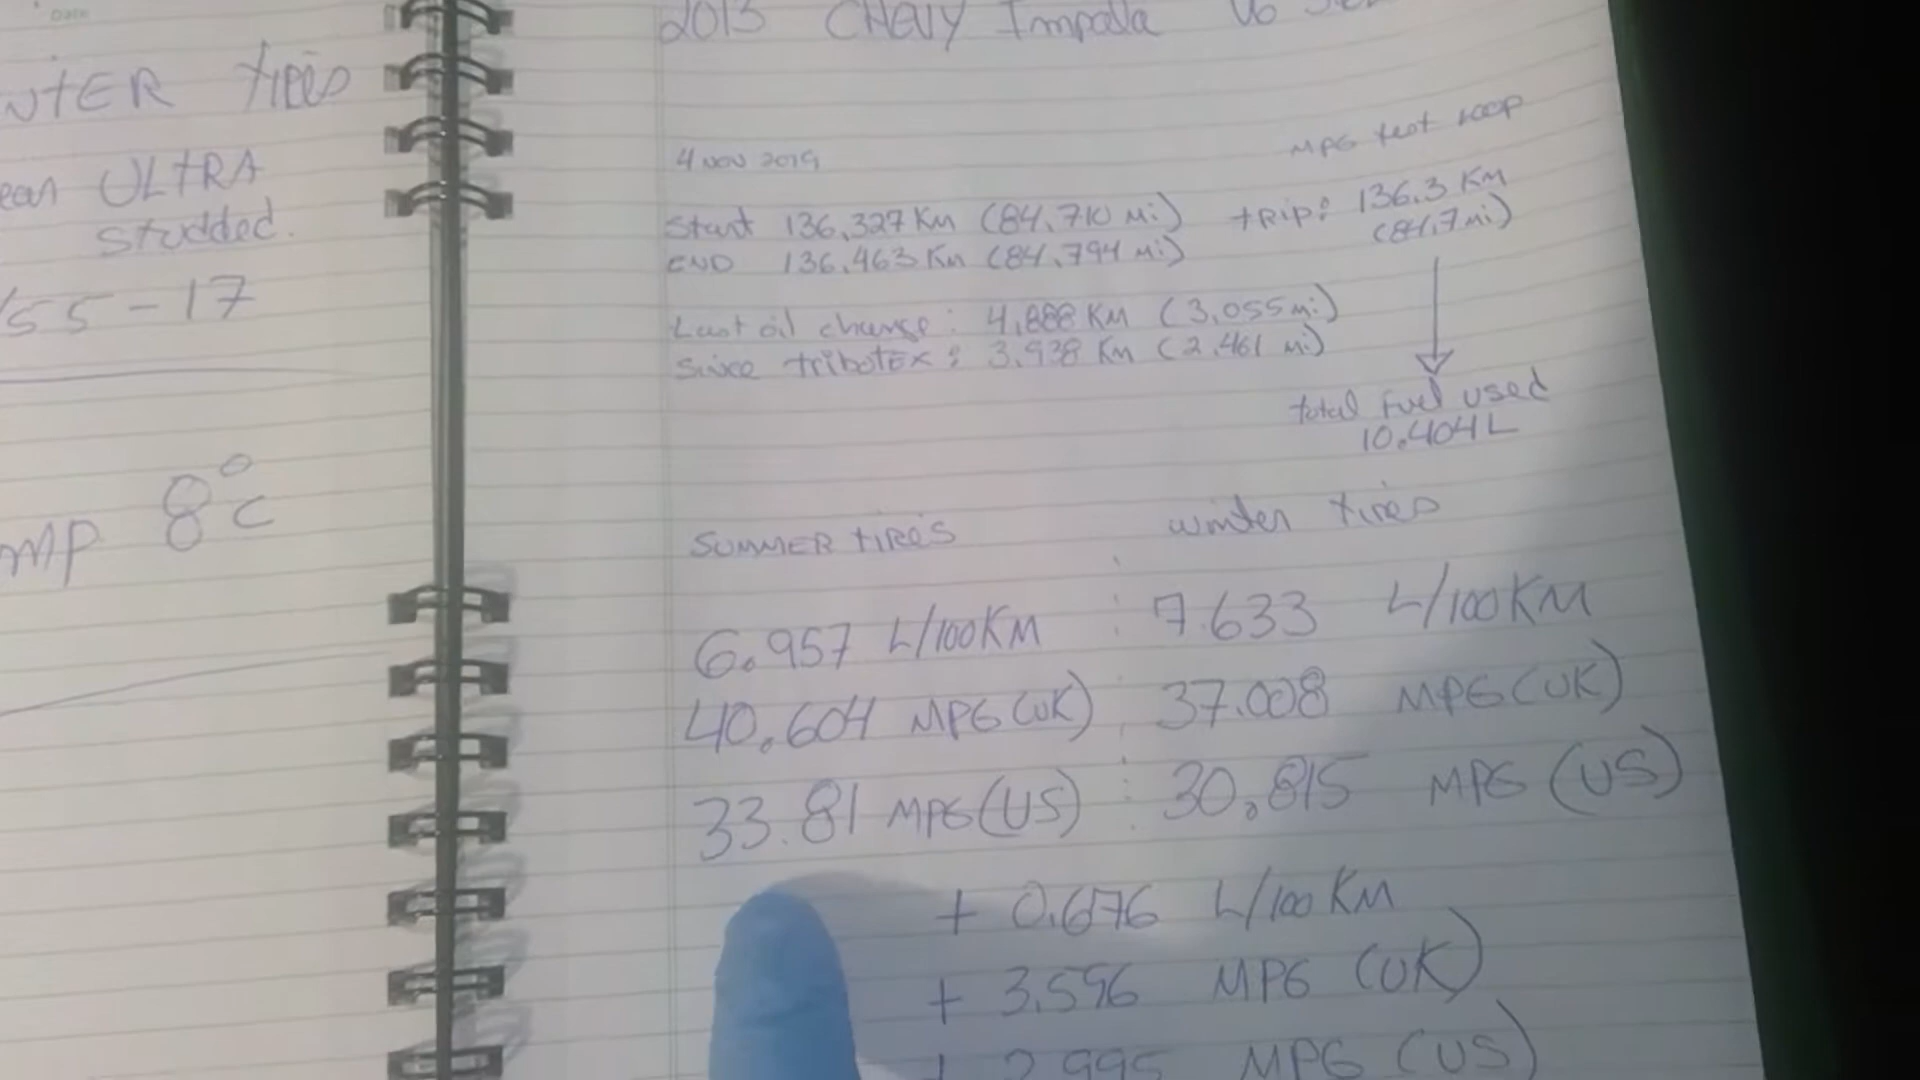 Date
NTER tires
ean ULTRA
studded.
/55-17
MP 8°C
2013 CHEVY Impala V6
4 NOV 2019
MPG test loop
Start 136,327 Km (84,710 Mi)
trip: 136.3 Km
(84.7 mi)
END 136,463 Km (84,794 Mi)
Last oil change: 4,888 KM (3,055 mi)
Since tribotEX: 3,938 Km (2,461 mi)
total Fuel used
10.404 L
SUMMER tires
winter tires
6.957 L/100KM : 7.633 L/100KM
40.604 MPG (UK) : 37.008 MPG (UK)
33.81 MPG (US) : 30.815 MPG (US)
+ 0.676 L/100 KM
+ 3.596 MPG (UK)
+ 2.995 MPG (US)